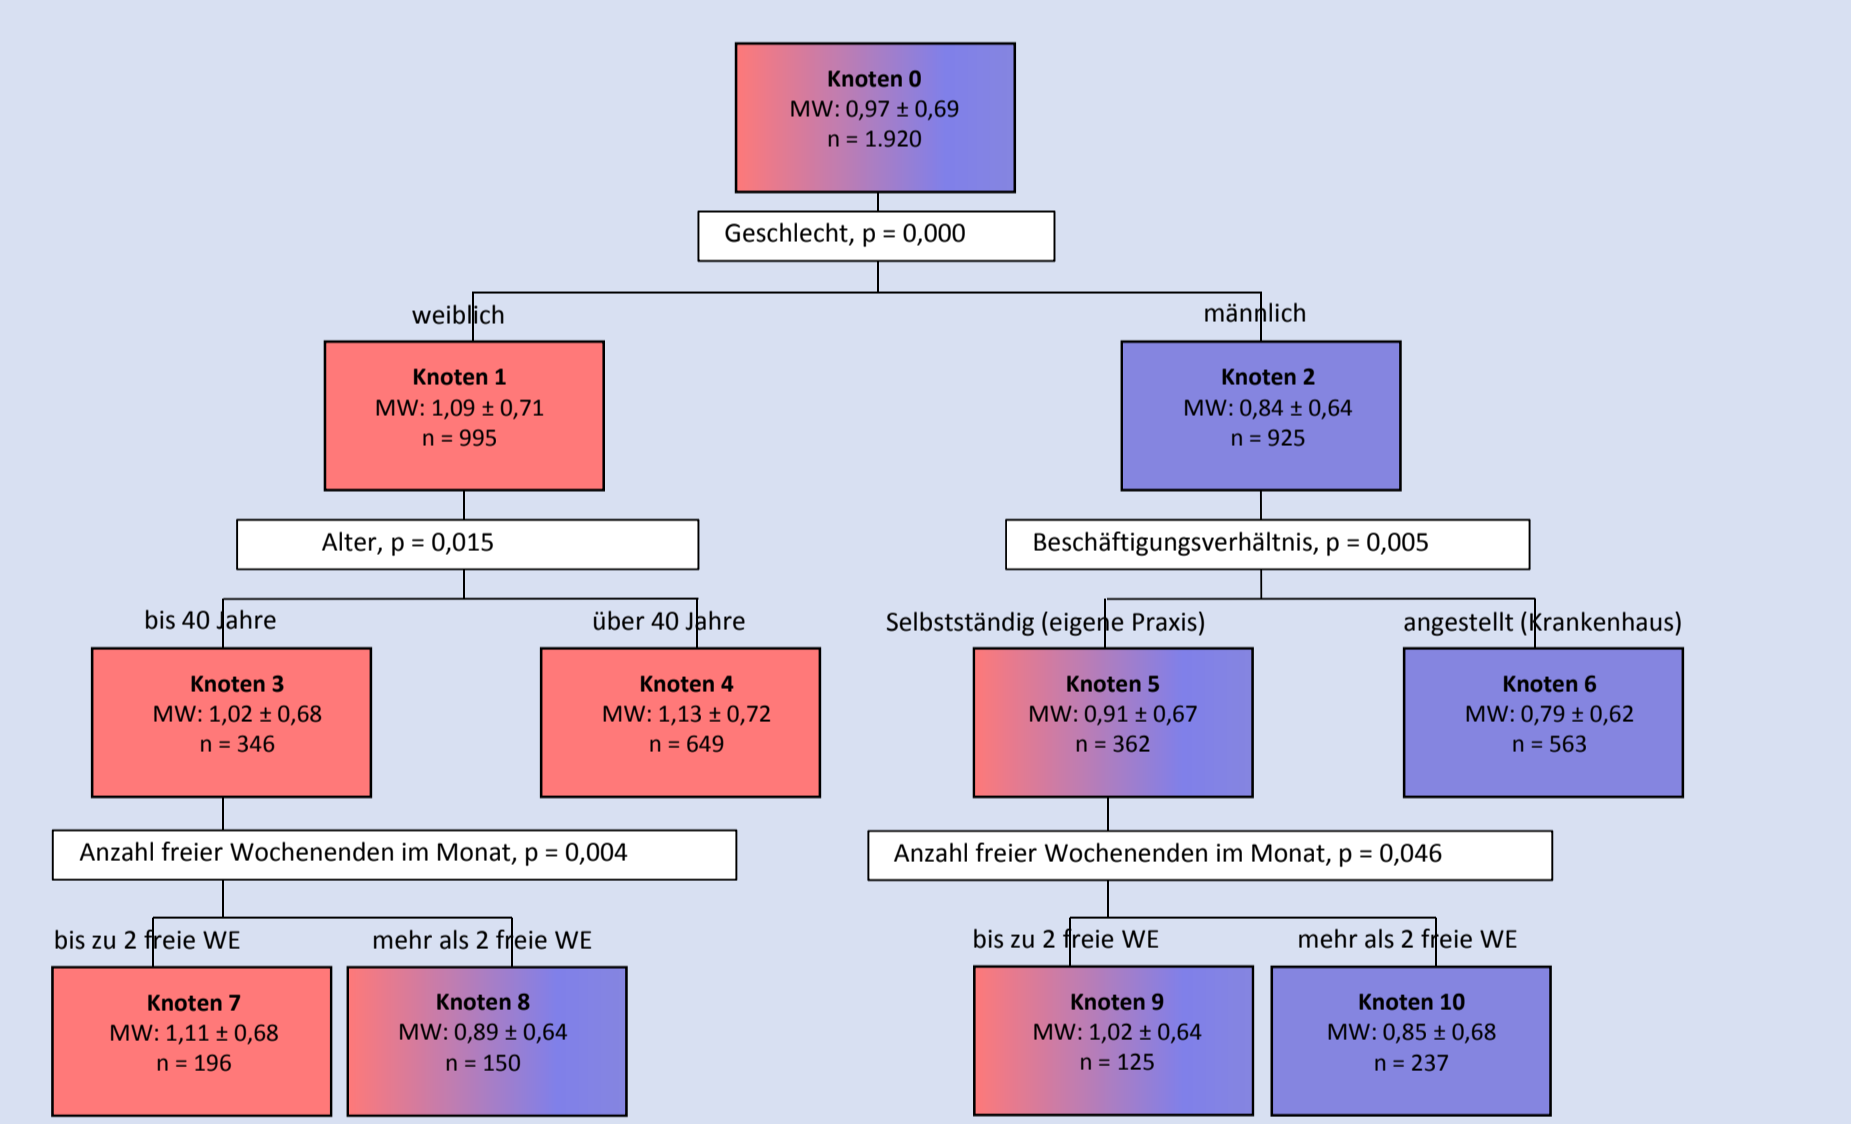 Knoten 0
MW: 0,97 ± 0,69
n = 1.920
Geschlecht, p = 0,000
weiblich
männlich
Knoten 1
MW: 1,09 ± 0,71
n = 995
Knoten 2
MW: 0,84 ± 0,64
n = 925
Alter, p = 0,015
Beschäftigungsverhältnis, p = 0,005
bis 40 Jahre
über 40 Jahre
Selbstständig (eigene Praxis)
angestellt (Krankenhaus)
Knoten 3
MW: 1,02 ± 0,68
n = 346
Knoten 4
MW: 1,13 ± 0,72
n = 649
Knoten 5
MW: 0,91 ± 0,67
n = 362
Knoten 6
MW: 0,79 ± 0,62
n = 563
Anzahl freier Wochenenden im Monat, p = 0,004
Anzahl freier Wochenenden im Monat, p = 0,046
bis zu 2 freie WE
mehr als 2 freie WE
bis zu 2 freie WE
mehr als 2 freie WE
Knoten 7
MW: 1,11 ± 0,68
n = 196
Knoten 8
MW: 0,89 ± 0,64
n = 150
Knoten 9
MW: 1,02 ± 0,64
n = 125
Knoten 10
MW: 0,85 ± 0,68
n = 237